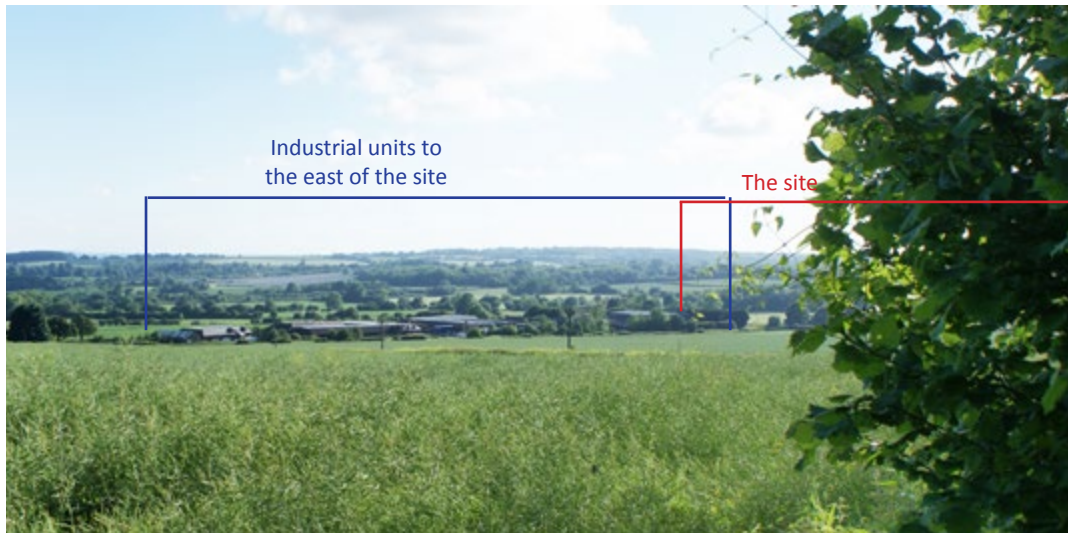 Industrial units to
the east of the site
The site